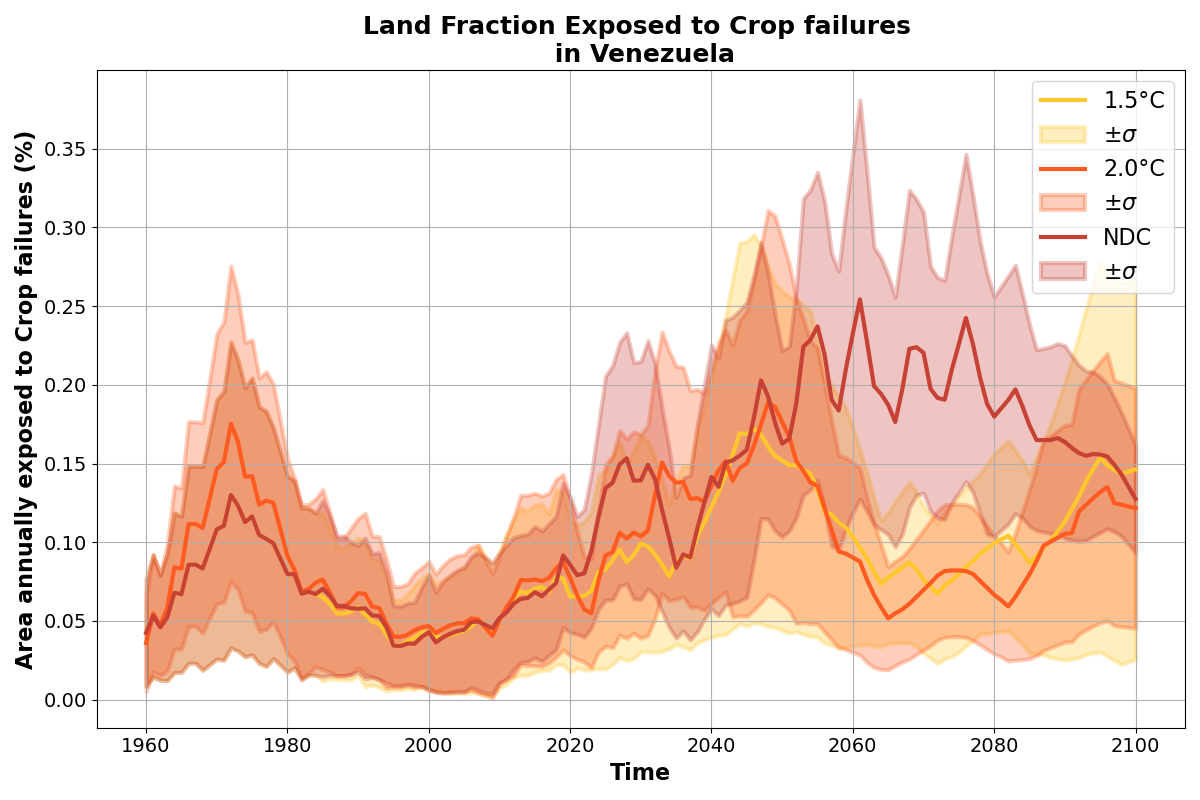 Land Fraction Exposed to Crop failures
in Venezuela
Area annually exposed to Crop failures (%)
0.35
0.30
0.25
0.20
0.15
0.10
0.05
0.00
1.5°C
±σ
2.0°C
±σ
NDC
±σ
1960 1980 2000 2020 2040 2060 2080 2100
Time